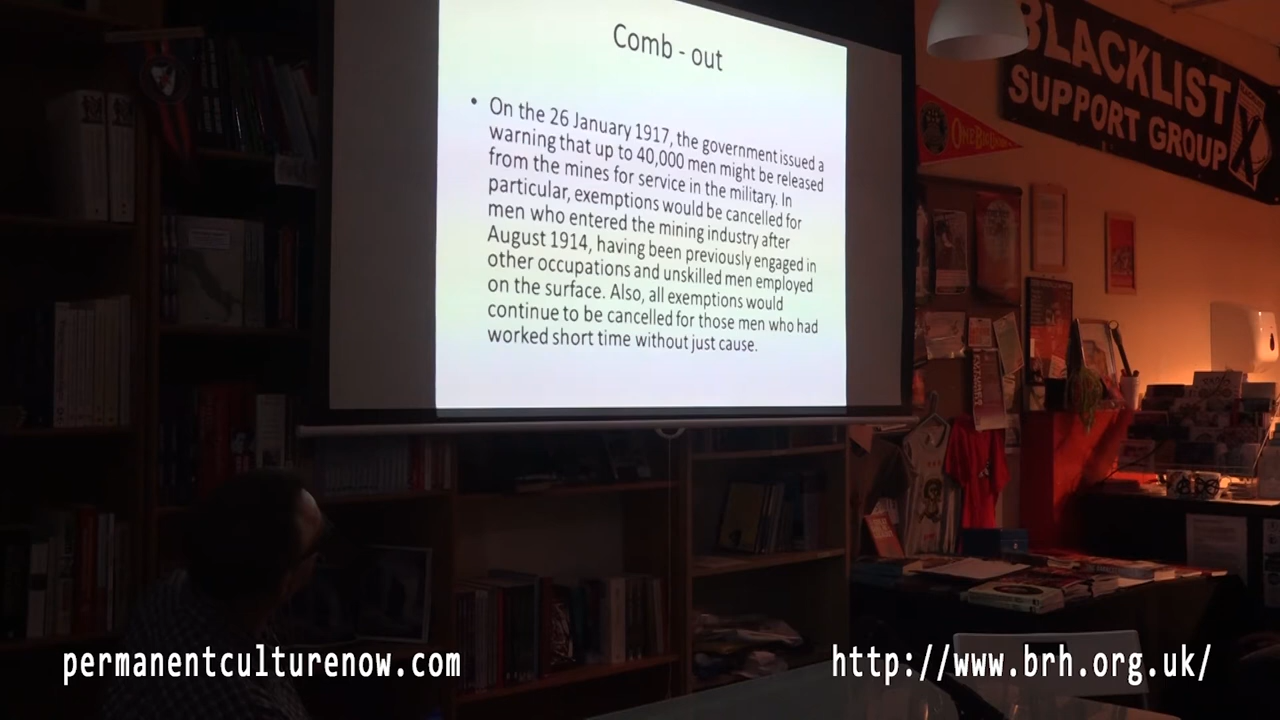 Comb - out
• On the 26 January 1917, the government issued a
warning that up to 40,000 men might be released
from the mines for service in the military. In
particular, exemptions would be cancelled for
men who entered the mining industry after
August 1914, having been previously engaged in
other occupations and unskilled men employed
on the surface. Also, all exemptions would
continue to be cancelled for those men who had
worked short time without just cause.
BLACKLIST
SUPPORT GROUP
permanentculturenow.com
http://www.brh.org.uk/